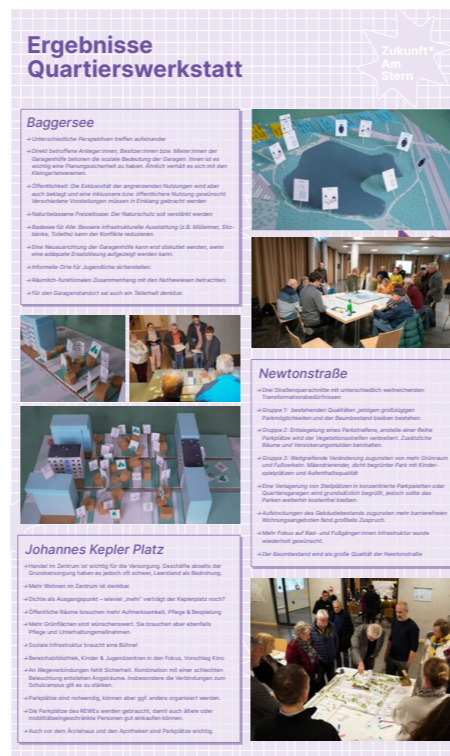 Ergebnisse
Quartierswerkstatt
Zukunft*
Am
Stern
Baggersee
→ Unterschiedliche Perspektiven treffen aufeinander
→ Direkt betroffene Anlieger:innen, Besitzer:innen bzw. Mieter:innen der
Garagenhöfe betonen die soziale Bedeutung der Garagen. Ihnen ist es
wichtig eine Planungssicherheit zu haben. Ähnlich verhält es sich mit den
Kleingartenvereinen.
→ Öffentlichkeit: Die Exklusivität der angrenzenden Nutzungen wird aber
auch beklagt und eine inklusivere bzw. öffentlichere Nutzung gewünscht.
Verschiedene Vorstellungen müssen in Einklang gebracht werden
→ Naturbelassene Freizeitoase: Der Naturschutz soll verstärkt werden
→ Badesee für Alle: Bessere infrastrukturelle Ausstattung (z.B. Mülleimer, Sitz-
bänke, Toilette) kann der Konflikte reduzieren.
→ Eine Neuausrichtung der Garagenhöfe kann erst diskutiert werden, wenn
eine adäquate Ersatzlösung aufgezeigt werden kann.
→ Informelle Orte für Jugendliche sicherstellen.
→ Räumlich-funktionalen Zusammenhang mit den Nuthewiesen betrachten.
→ Für den Garagenstandort sei auch ein Teilerhalt denkbar.
Newtonstraße
→ Drei Straßenquerschnitte mit unterschiedlich weitreichenden
Transformationsbedürfnissen
→ Gruppe 1: bestehenden Qualitäten, jetzigen großzügigen
Parkmöglichkeiten und der Baumbestand bleiben bestehen.
→ Gruppe 2: Entsiegelung eines Parkstreifens, anstelle einer Reihe
Parkplätze wird der Vegetationsstreifen verbreitert. Zusätzliche
Bäume und Versickerungsmulden beinhalten.
→ Gruppe 3: Weitgreifende Veränderung zugunsten von mehr Grünraum
und Fußverkehr. Mäandrierender, dicht begrünter Park mit Kinder-
spielplätzen und Aufenthaltsqualität
→ Eine Verlagerung von Stellplätzen in konzentrierte Parkpaletten oder
Quartiersgaragen wird grundsätzlich begrüßt, jedoch sollte das
Parken weiterhin kostenfrei bleiben.
→ Aufstockungen des Gebäudebestands zugunsten mehr barrierefreien
Wohnungsangeboten fand großteils Zuspruch.
→ Mehr Fokus auf Rad- und Fußgänger:innen Infrastruktur wurde
wiederholt gewünscht.
→ Der Baumbestand wird als große Qualität der Newtonstraße
Johannes Kepler Platz
→ Handel im Zentrum ist wichtig für die Versorgung. Geschäfte abseits der
Grundversorgung haben es jedoch oft schwer, Leerstand als Bedrohung.
→ Mehr Wohnen im Zentrum ist denkbar.
→ Dichte als Ausgangspunkt – wieviel „mehr“ verträgt der Keplerplatz noch?
→ Öffentliche Räume brauchen mehr Aufmerksamkeit, Pflege & Bespielung
→ Mehr Grünflächen sind wünschenswert. Sie brauchen aber ebenfalls
Pflege und Unterhaltungsmaßnahmen.
→ Soziale Infrastruktur braucht eine Bühne!
→ Bereichsbibliothek, Kinder & Jugendzentren in den Fokus, Vorschlag Kino
→ An Wegeverbindungen fehlt Sicherheit. Kombination mit einer schlechten
Beleuchtung entstehen Angsträume. Insbesondere die Verbindungen zum
Schulcampus gilt es zu stärken.
→ Parkplätze sind notwendig, können aber ggf. anders organisiert werden.
→ Die Parkplätze des REWEs werden gebraucht, damit auch ältere oder
mobilitätseingeschränkte Personen gut einkaufen können.
→ Auch vor dem Ärztehaus und den Apotheken sind Parkplätze wichtig.